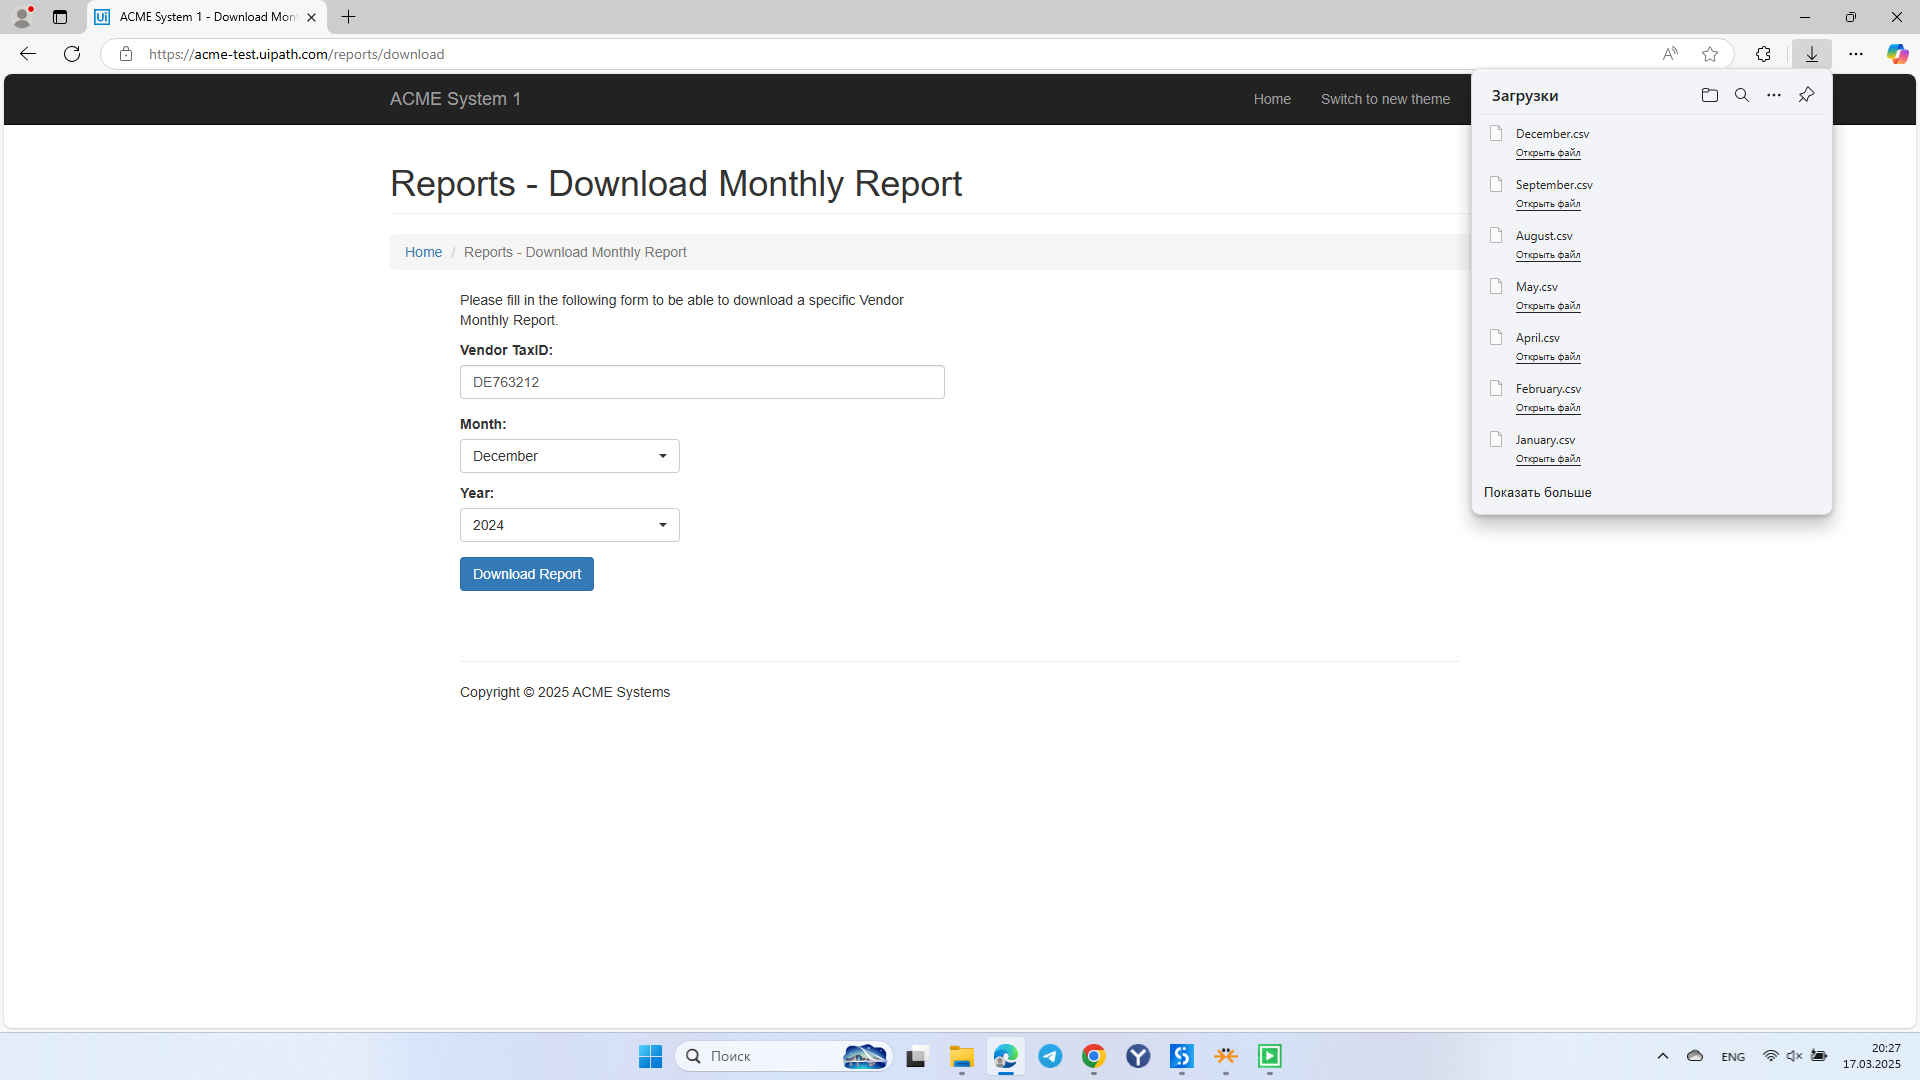 ACME System 1 - Download Mon
https://acme-test.uipath.com/reports/download
ACME System 1
Home
Switch to new theme
Reports - Download Monthly Report
Home / Reports - Download Monthly Report
Please fill in the following form to be able to download a specific Vendor
Monthly Report.
Vendor TaxID:
DE763212
Month:
December
Year:
2024
Download Report
Copyright © 2025 ACME Systems
Загрузки
December.csv
Открыть файл
September.csv
Открыть файл
August.csv
Открыть файл
May.csv
Открыть файл
April.csv
Открыть файл
February.csv
Открыть файл
January.csv
Открыть файл
Показать больше
Поиск
ENG
20:27
17.03.2025